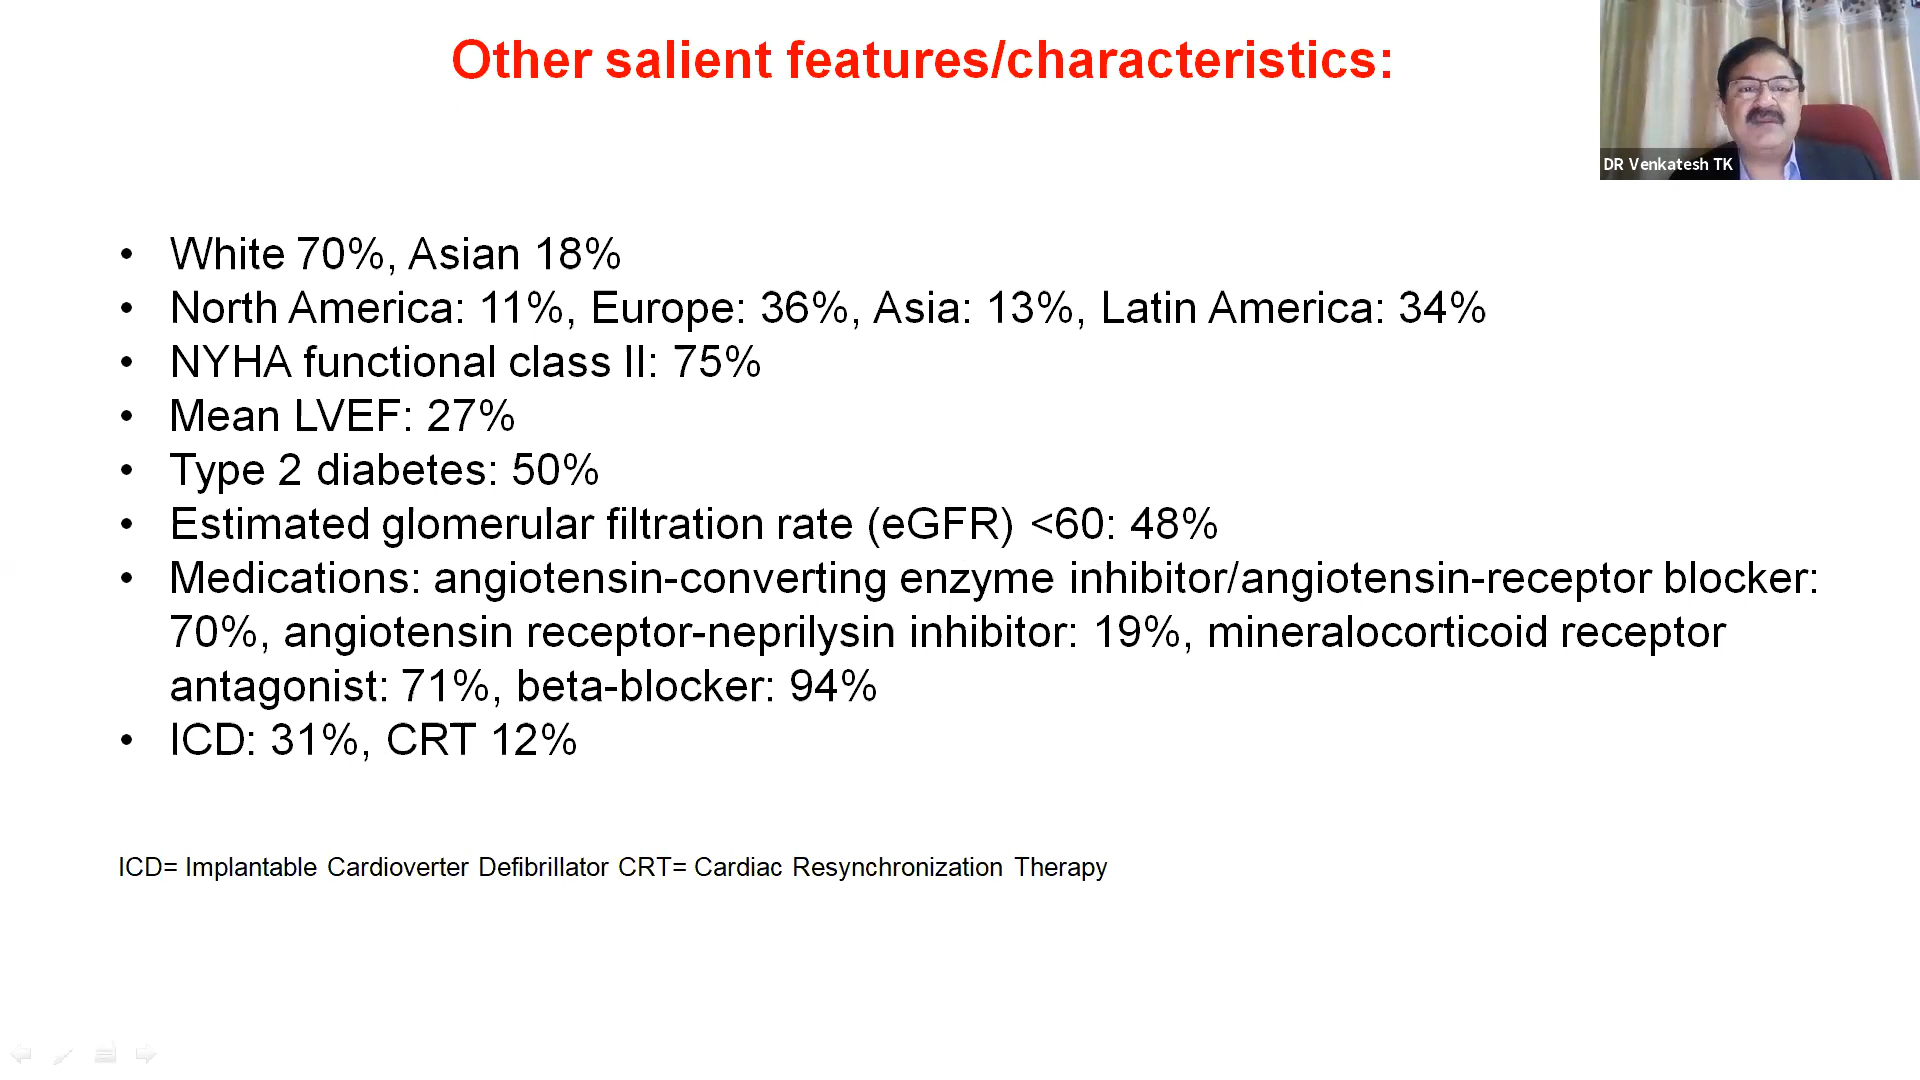 Other salient features/characteristics:
DR Venkatesh TK
• White 70%, Asian 18%
• North America: 11%, Europe: 36%, Asia: 13%, Latin America: 34%
• NYHA functional class II: 75%
• Mean LVEF: 27%
• Type 2 diabetes: 50%
• Estimated glomerular filtration rate (eGFR) <60: 48%
• Medications: angiotensin-converting enzyme inhibitor/angiotensin-receptor blocker:
70%, angiotensin receptor-neprilysin inhibitor: 19%, mineralocorticoid receptor
antagonist: 71%, beta-blocker: 94%
• ICD: 31%, CRT 12%
ICD= Implantable Cardioverter Defibrillator CRT= Cardiac Resynchronization Therapy